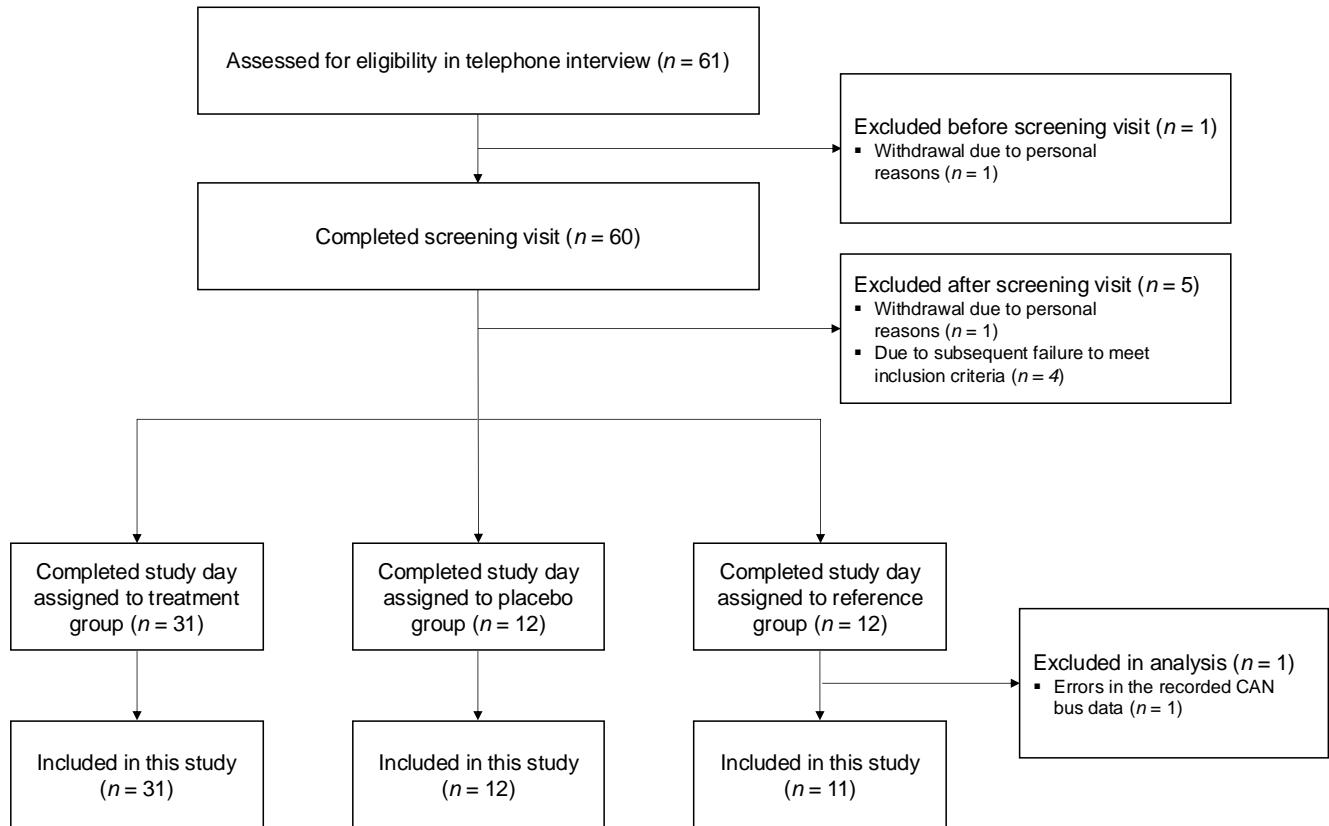 Assessed for eligibility in telephone interview (n = 61)
Excluded before screening visit (n = 1)
▪ Withdrawal due to personal
reasons (n = 1)
Completed screening visit (n = 60)
Excluded after screening visit (n = 5)
▪ Withdrawal due to personal
reasons (n = 1)
▪ Due to subsequent failure to meet
inclusion criteria (n = 4)
Completed study day
assigned to treatment
group (n = 31)
Completed study day
assigned to placebo
group (n = 12)
Completed study day
assigned to reference
group (n = 12)
Excluded in analysis (n = 1)
▪ Errors in the recorded CAN
bus data (n = 1)
Included in this study
(n = 31)
Included in this study
(n = 12)
Included in this study
(n = 11)